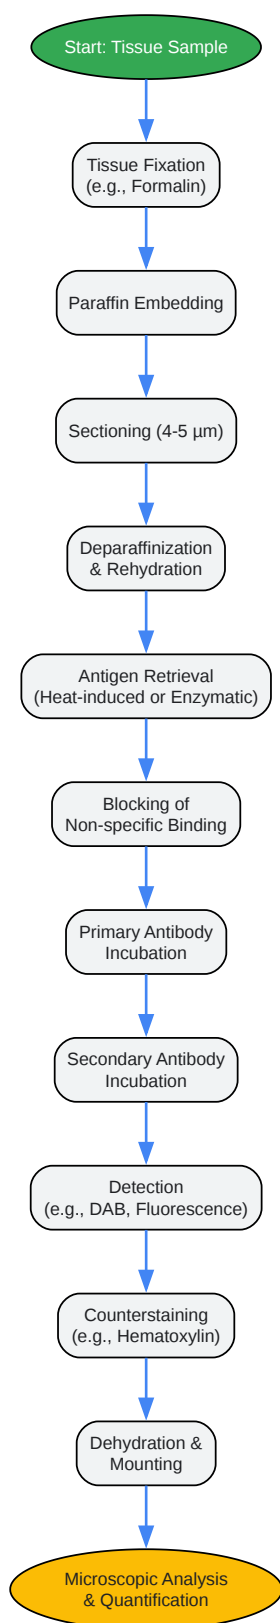 Start: Tissue Sample
Tissue Fixation
(e.g., Formalin)
Paraffin Embedding
Sectioning (4-5 µm)
Deparaffinization
& Rehydration
Antigen Retrieval
(Heat-induced or Enzymatic)
Blocking of
Non-specific Binding
Primary Antibody
Incubation
Secondary Antibody
Incubation
Detection
(e.g., DAB, Fluorescence)
Counterstaining
(e.g., Hematoxylin)
Dehydration &
Mounting
Microscopic Analysis
& Quantification